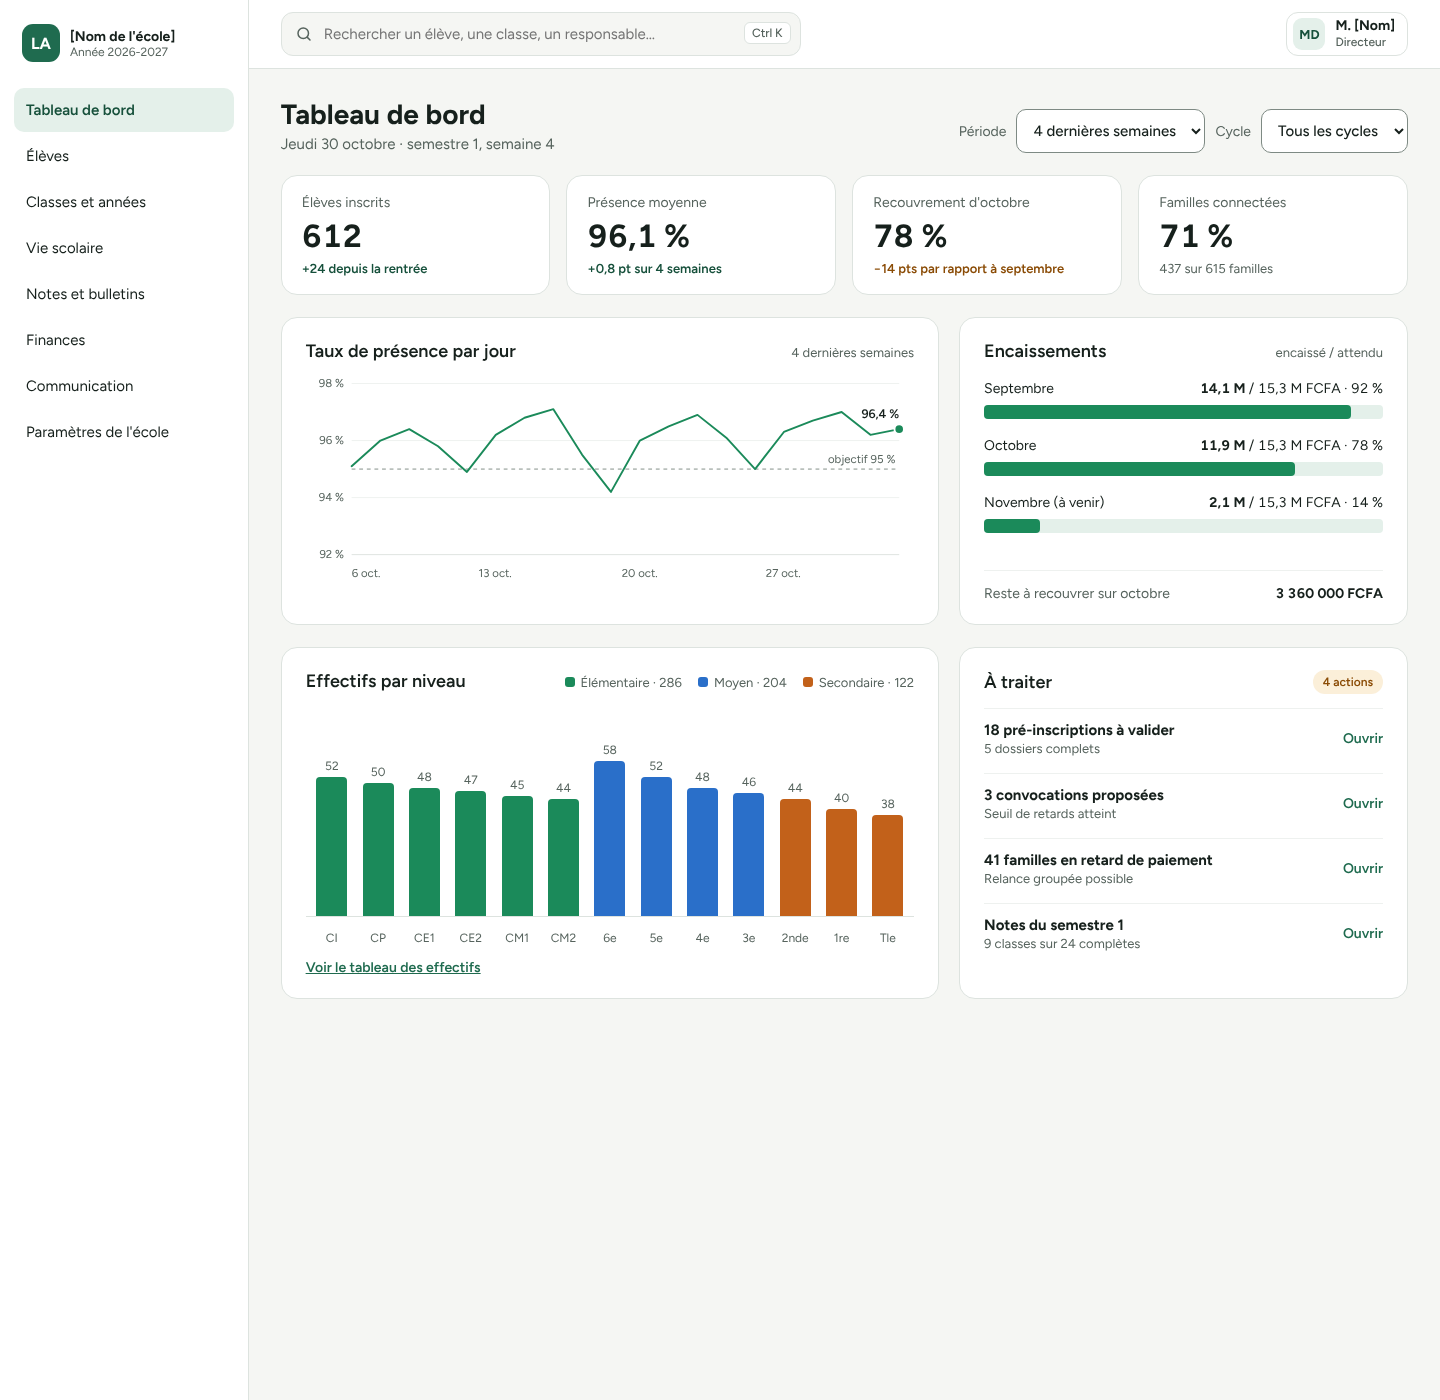 LA
[Nom de l'école]
Année 2026-2027
Rechercher un élève, une classe, un responsable...
Ctrl K
MD
M. [Nom]
Directeur
Tableau de bord
Élèves
Classes et années
Vie scolaire
Notes et bulletins
Finances
Communication
Paramètres de l'école
Tableau de bord
Jeudi 30 octobre · semestre 1, semaine 4
Période
4 dernières semaines
Cycle
Tous les cycles
Élèves inscrits
612
+24 depuis la rentrée
Présence moyenne
96,1 %
+0,8 pt sur 4 semaines
Recouvrement d'octobre
78 %
−14 pts par rapport à septembre
Familles connectées
71 %
437 sur 615 familles
Taux de présence par jour
4 dernières semaines
98 %
96 %
94 %
92 %
96,4 %
objectif 95 %
6 oct.
13 oct.
20 oct.
27 oct.
Encaissements
encaissé / attendu
Septembre
14,1 M / 15,3 M FCFA · 92 %
Octobre
11,9 M / 15,3 M FCFA · 78 %
Novembre (à venir)
2,1 M / 15,3 M FCFA · 14 %
Reste à recouvrer sur octobre
3 360 000 FCFA
Effectifs par niveau
Élémentaire · 286
Moyen · 204
Secondaire · 122
52
50
48
47
45
44
58
52
48
46
44
40
38
CI
CP
CE1
CE2
CM1
CM2
6e
5e
4e
3e
2nde
1re
Tle
Voir le tableau des effectifs
À traiter
4 actions
18 pré-inscriptions à valider
5 dossiers complets
Ouvrir
3 convocations proposées
Seuil de retards atteint
Ouvrir
41 familles en retard de paiement
Relance groupée possible
Ouvrir
Notes du semestre 1
9 classes sur 24 complètes
Ouvrir